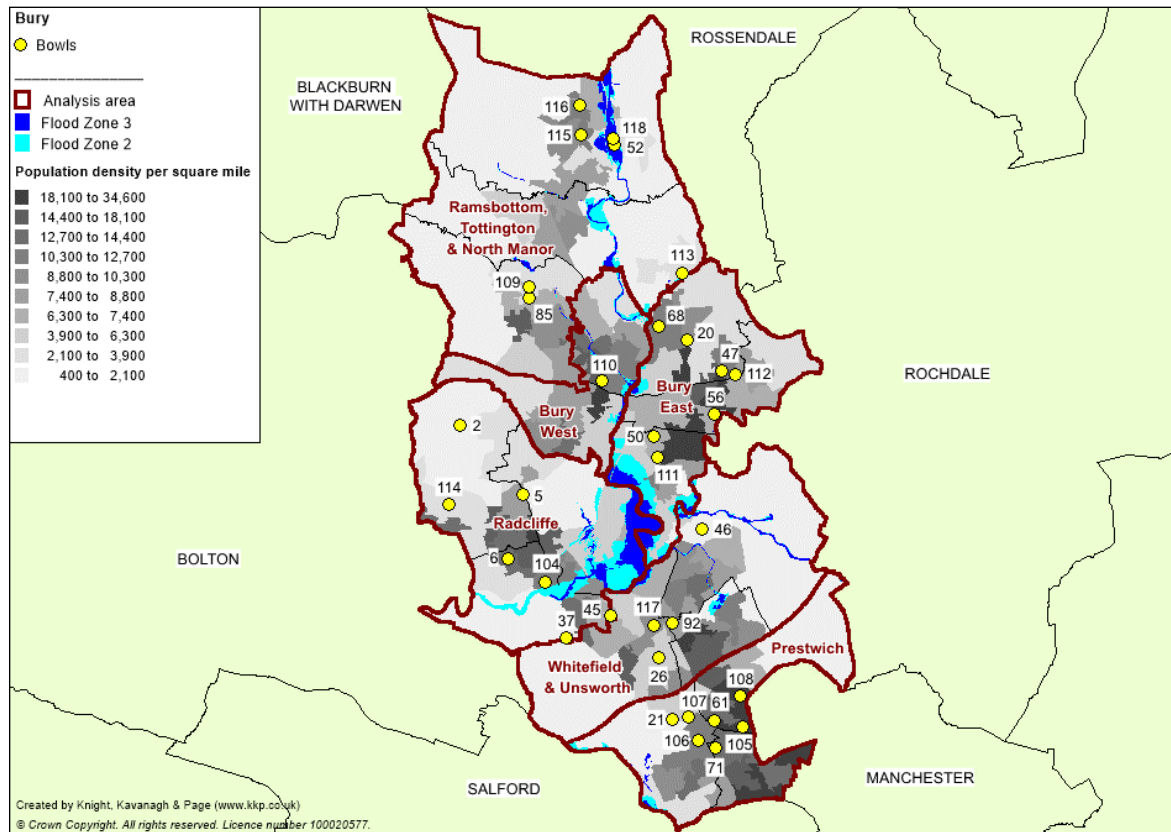 Bury
Bowls
Analysis area
Flood Zone 3
Flood Zone 2
Population density per square mile
18,100 to 34,600
14,400 to 18,100
12,700 to 14,400
10,300 to 12,700
8,800 to 10,300
7,400 to 8,800
6,300 to 7,400
3,900 to 6,300
2,100 to 3,900
400 to 2,100
ROSSENDALE
BLACKBURN
WITH DARWEN
116
115
118
52
Ramsbottom,
Tottington
& North Manor
113
109
85
68
20
47
112
110
ROCHDALE
Bury
East
56
Bury
West
2
50
111
114
5
Radcliffe
46
BOLTON
6
104
45
117
92
37
Prestwich
Whitefield
& Unsworth
26
108
107
61
21
106
105
71
SALFORD
MANCHESTER
Created by Knight, Kavanagh & Page (www.kkp.co.uk)
© Crown Copyright. All rights reserved. Licence number 100020577.